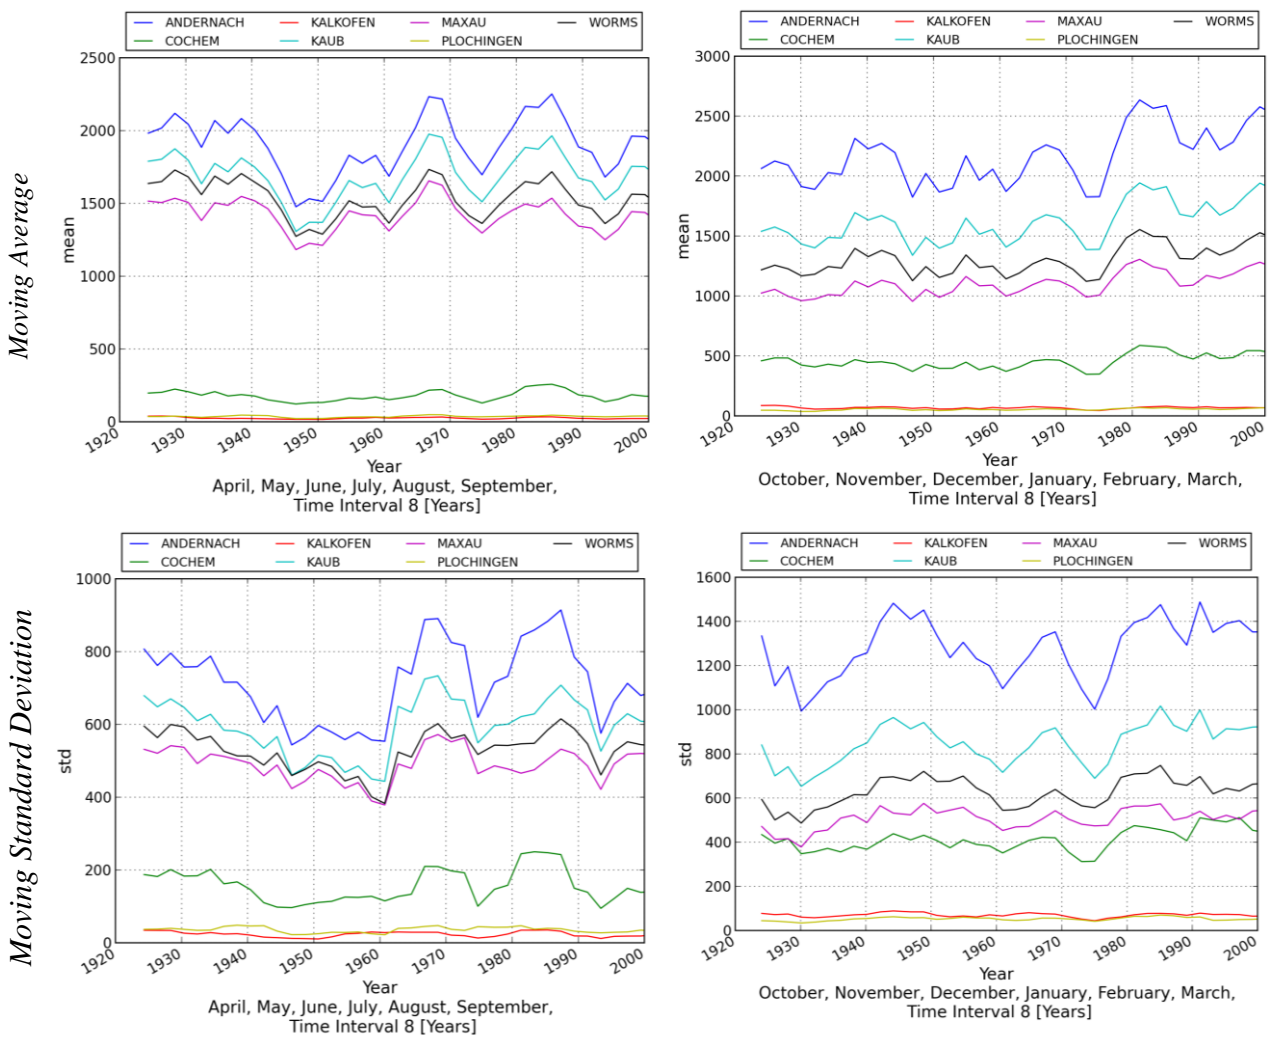 Moving Average
ANDERNACH KALKOFEN MAXAU WORMS
COCHEM KAUB PLOCHINGEN
2500
2000
1500
1000
500
0
mean
1920 1930 1940 1950 1960 1970 1980 1990 2000
Year
April, May, June, July, August, September,
Time Interval 8 [Years]
ANDERNACH KALKOFEN MAXAU WORMS
COCHEM KAUB PLOCHINGEN
3000
2500
2000
1500
1000
500
0
mean
1920 1930 1940 1950 1960 1970 1980 1990 2000
Year
October, November, December, January, February, March,
Time Interval 8 [Years]
Moving Standard Deviation
ANDERNACH KALKOFEN MAXAU WORMS
COCHEM KAUB PLOCHINGEN
1000
800
600
400
200
0
std
1920 1930 1940 1950 1960 1970 1980 1990 2000
Year
April, May, June, July, August, September,
Time Interval 8 [Years]
ANDERNACH KALKOFEN MAXAU WORMS
COCHEM KAUB PLOCHINGEN
1600
1400
1200
1000
800
600
400
200
0
std
1920 1930 1940 1950 1960 1970 1980 1990 2000
Year
October, November, December, January, February, March,
Time Interval 8 [Years]